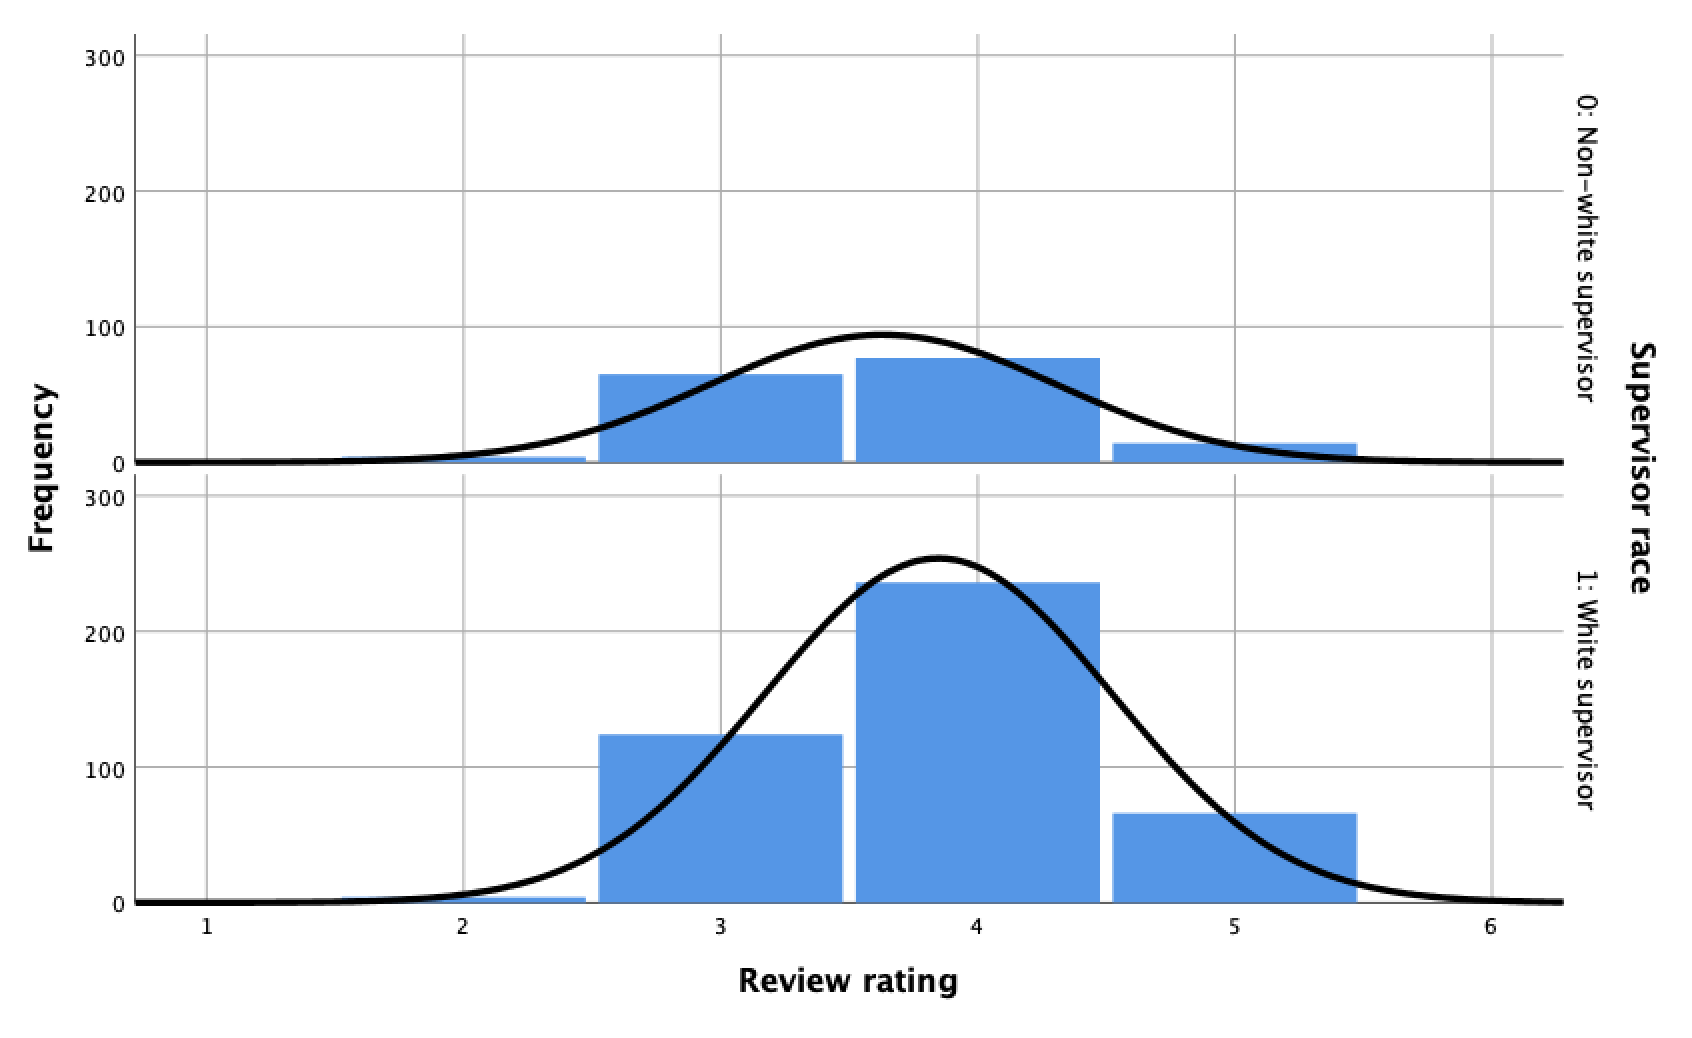 300
200
100
0
300
200
100
0
1 2 3 4 5 6
Frequency
Review rating
0: Non-white supervisor
1: White supervisor
Supervisor race